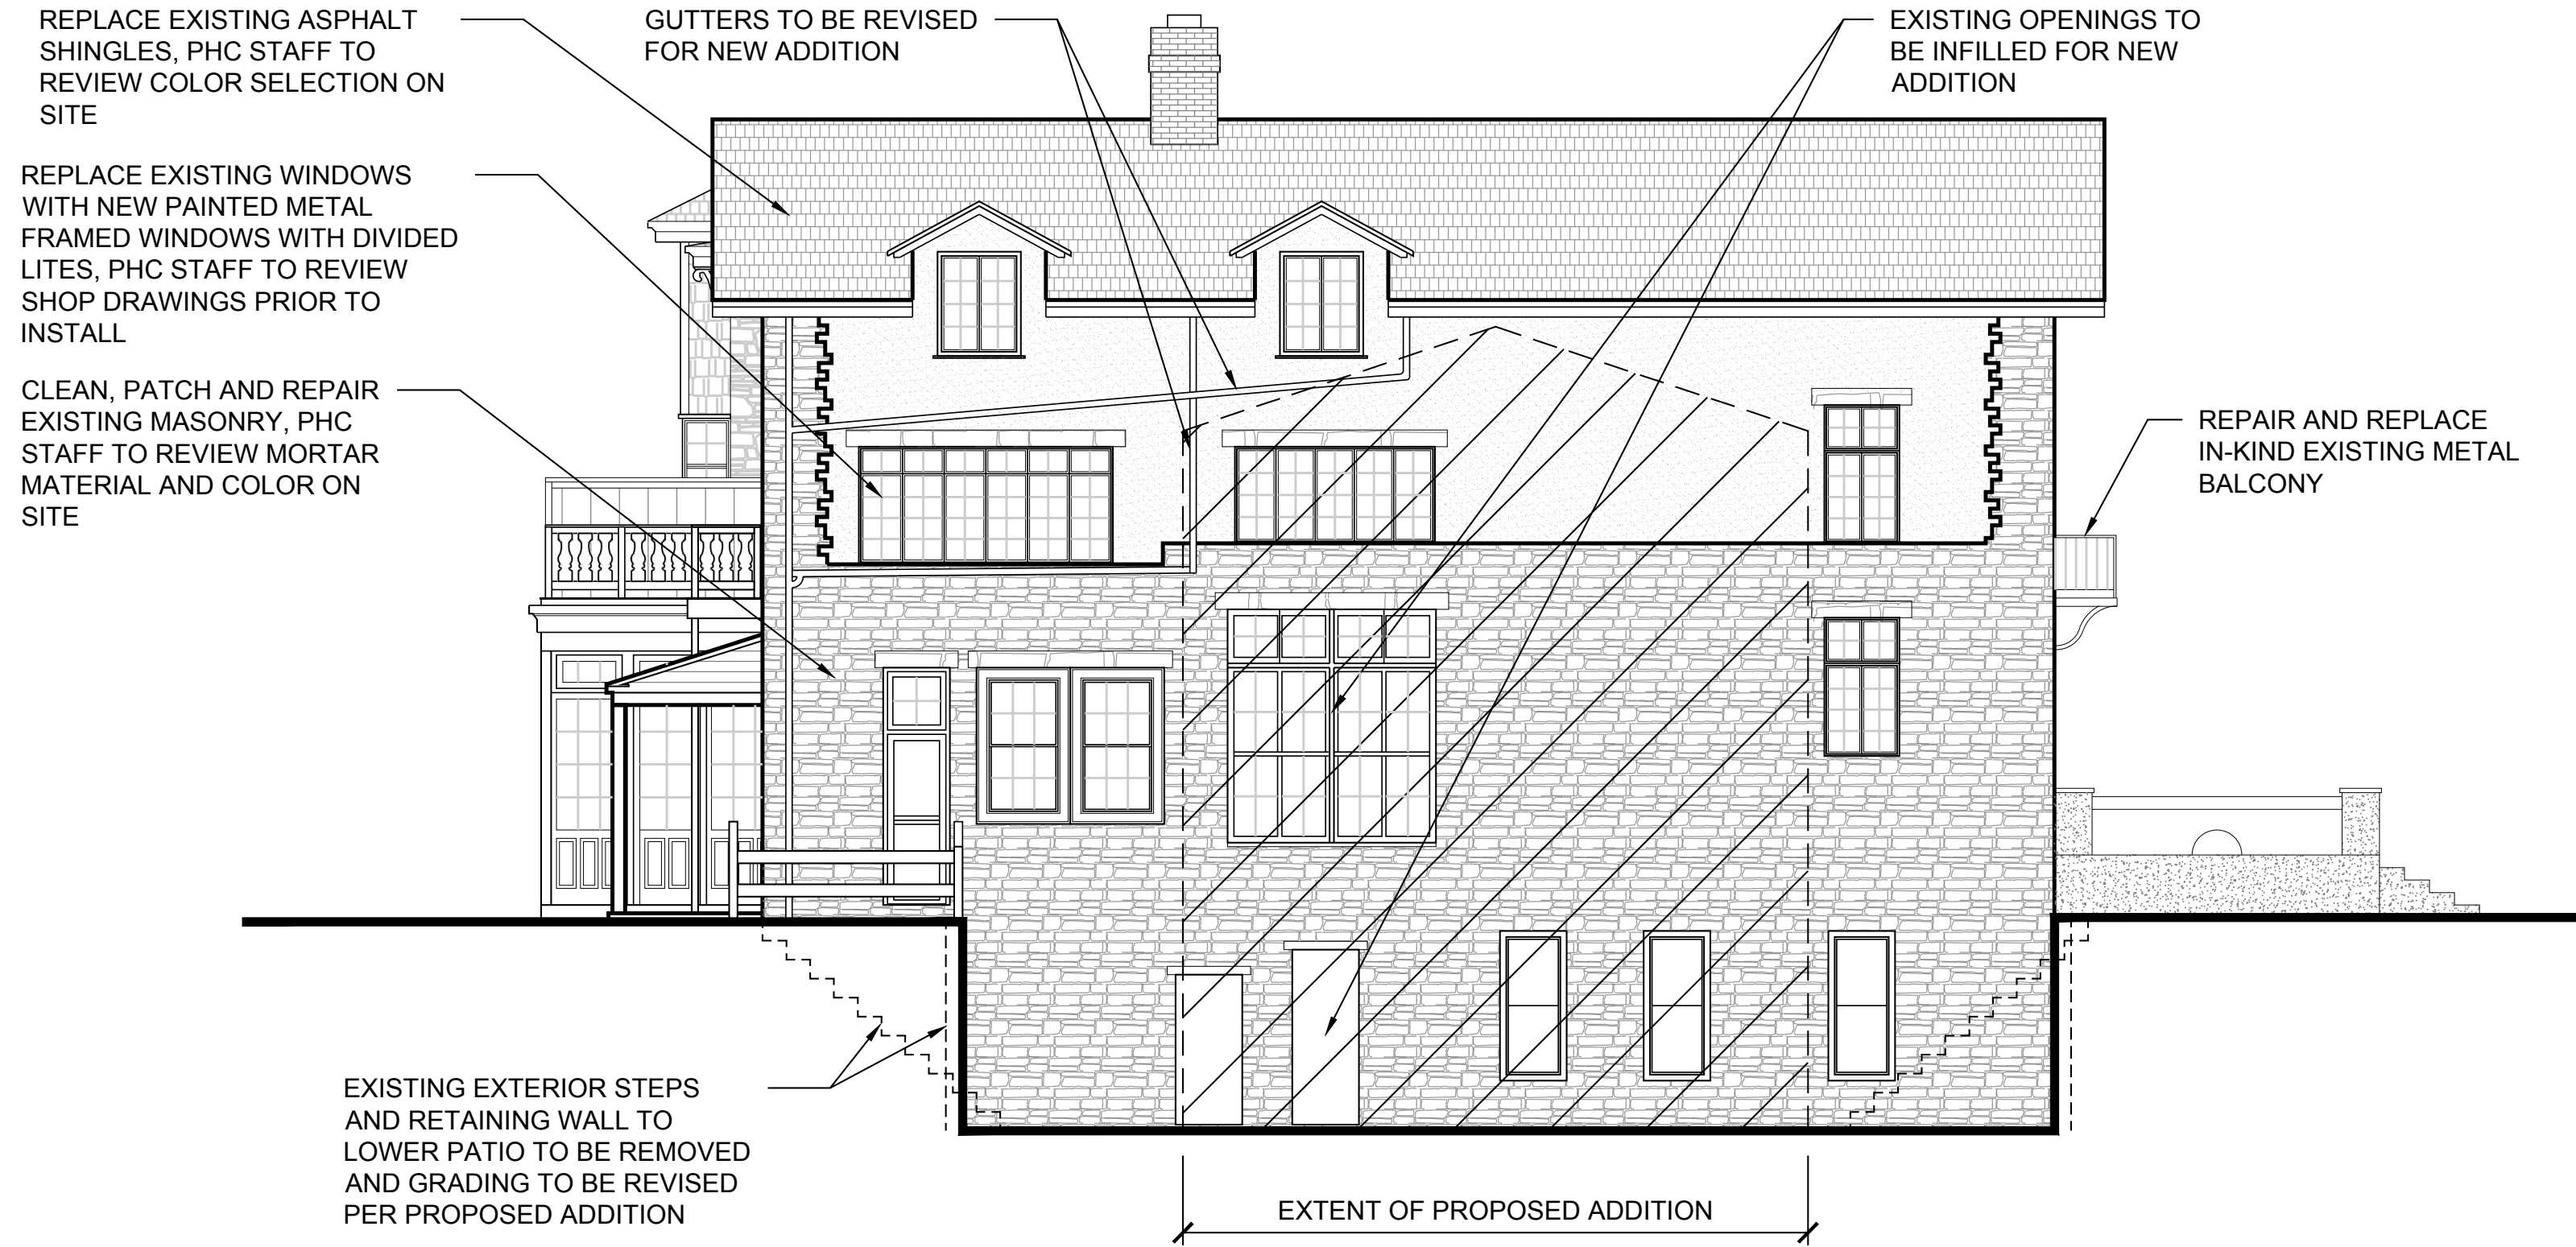 REPLACE EXISTING ASPHALT
SHINGLES, PHC STAFF TO
REVIEW COLOR SELECTION ON
SITE
GUTTERS TO BE REVISED
FOR NEW ADDITION
EXISTING OPENINGS TO
BE INFILLED FOR NEW
ADDITION
REPLACE EXISTING WINDOWS
WITH NEW PAINTED METAL
FRAMED WINDOWS WITH DIVIDED
LITES, PHC STAFF TO REVIEW
SHOP DRAWINGS PRIOR TO
INSTALL
CLEAN, PATCH AND REPAIR
EXISTING MASONRY, PHC
STAFF TO REVIEW MORTAR
MATERIAL AND COLOR ON
SITE
REPAIR AND REPLACE
IN-KIND EXISTING METAL
BALCONY
EXISTING EXTERIOR STEPS
AND RETAINING WALL TO
LOWER PATIO TO BE REMOVED
AND GRADING TO BE REVISED
PER PROPOSED ADDITION
EXTENT OF PROPOSED ADDITION